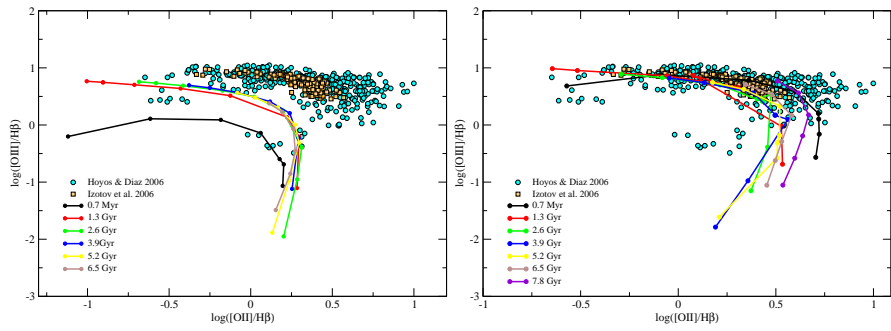 2
1
0
-1
-2
-3
log([OIII]/Hβ)
Hoyos & Diaz 2006
Izotov et al. 2006
0.7 Myr
1.3 Gyr
2.6 Gyr
3.9Gyr
5.2 Gyr
6.5 Gyr
-1
-0.5
0
0.5
1
log([OII]/Hβ)
2
1
0
-1
-2
-3
log([OIII]/Hβ)
Hoyos & Diaz 2006
Izotov et al. 2006
0.7 Myr
1.3 Gyr
2.6 Gyr
3.9 Gyr
5.2 Gyr
6.5 Gyr
7.8 Gyr
-1
-0.5
0
0.5
1
log([OII]/Hβ)